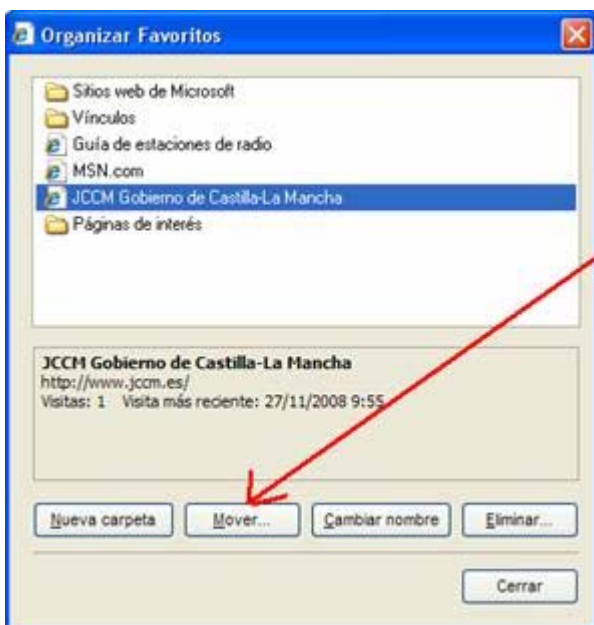 Organizar Favoritos
Sitios web de Microsoft
Vínculos
Guía de estaciones de radio
MSN.com
JCCM Gobierno de Castilla-La Mancha
Páginas de interés
JCCM Gobierno de Castilla-La Mancha
http://www.jccm.es/
Visitas: 1 Visita más reciente: 27/11/2008 9:55
Nueva carpeta Mover... Cambiar nombre Eliminar...
Cerrar